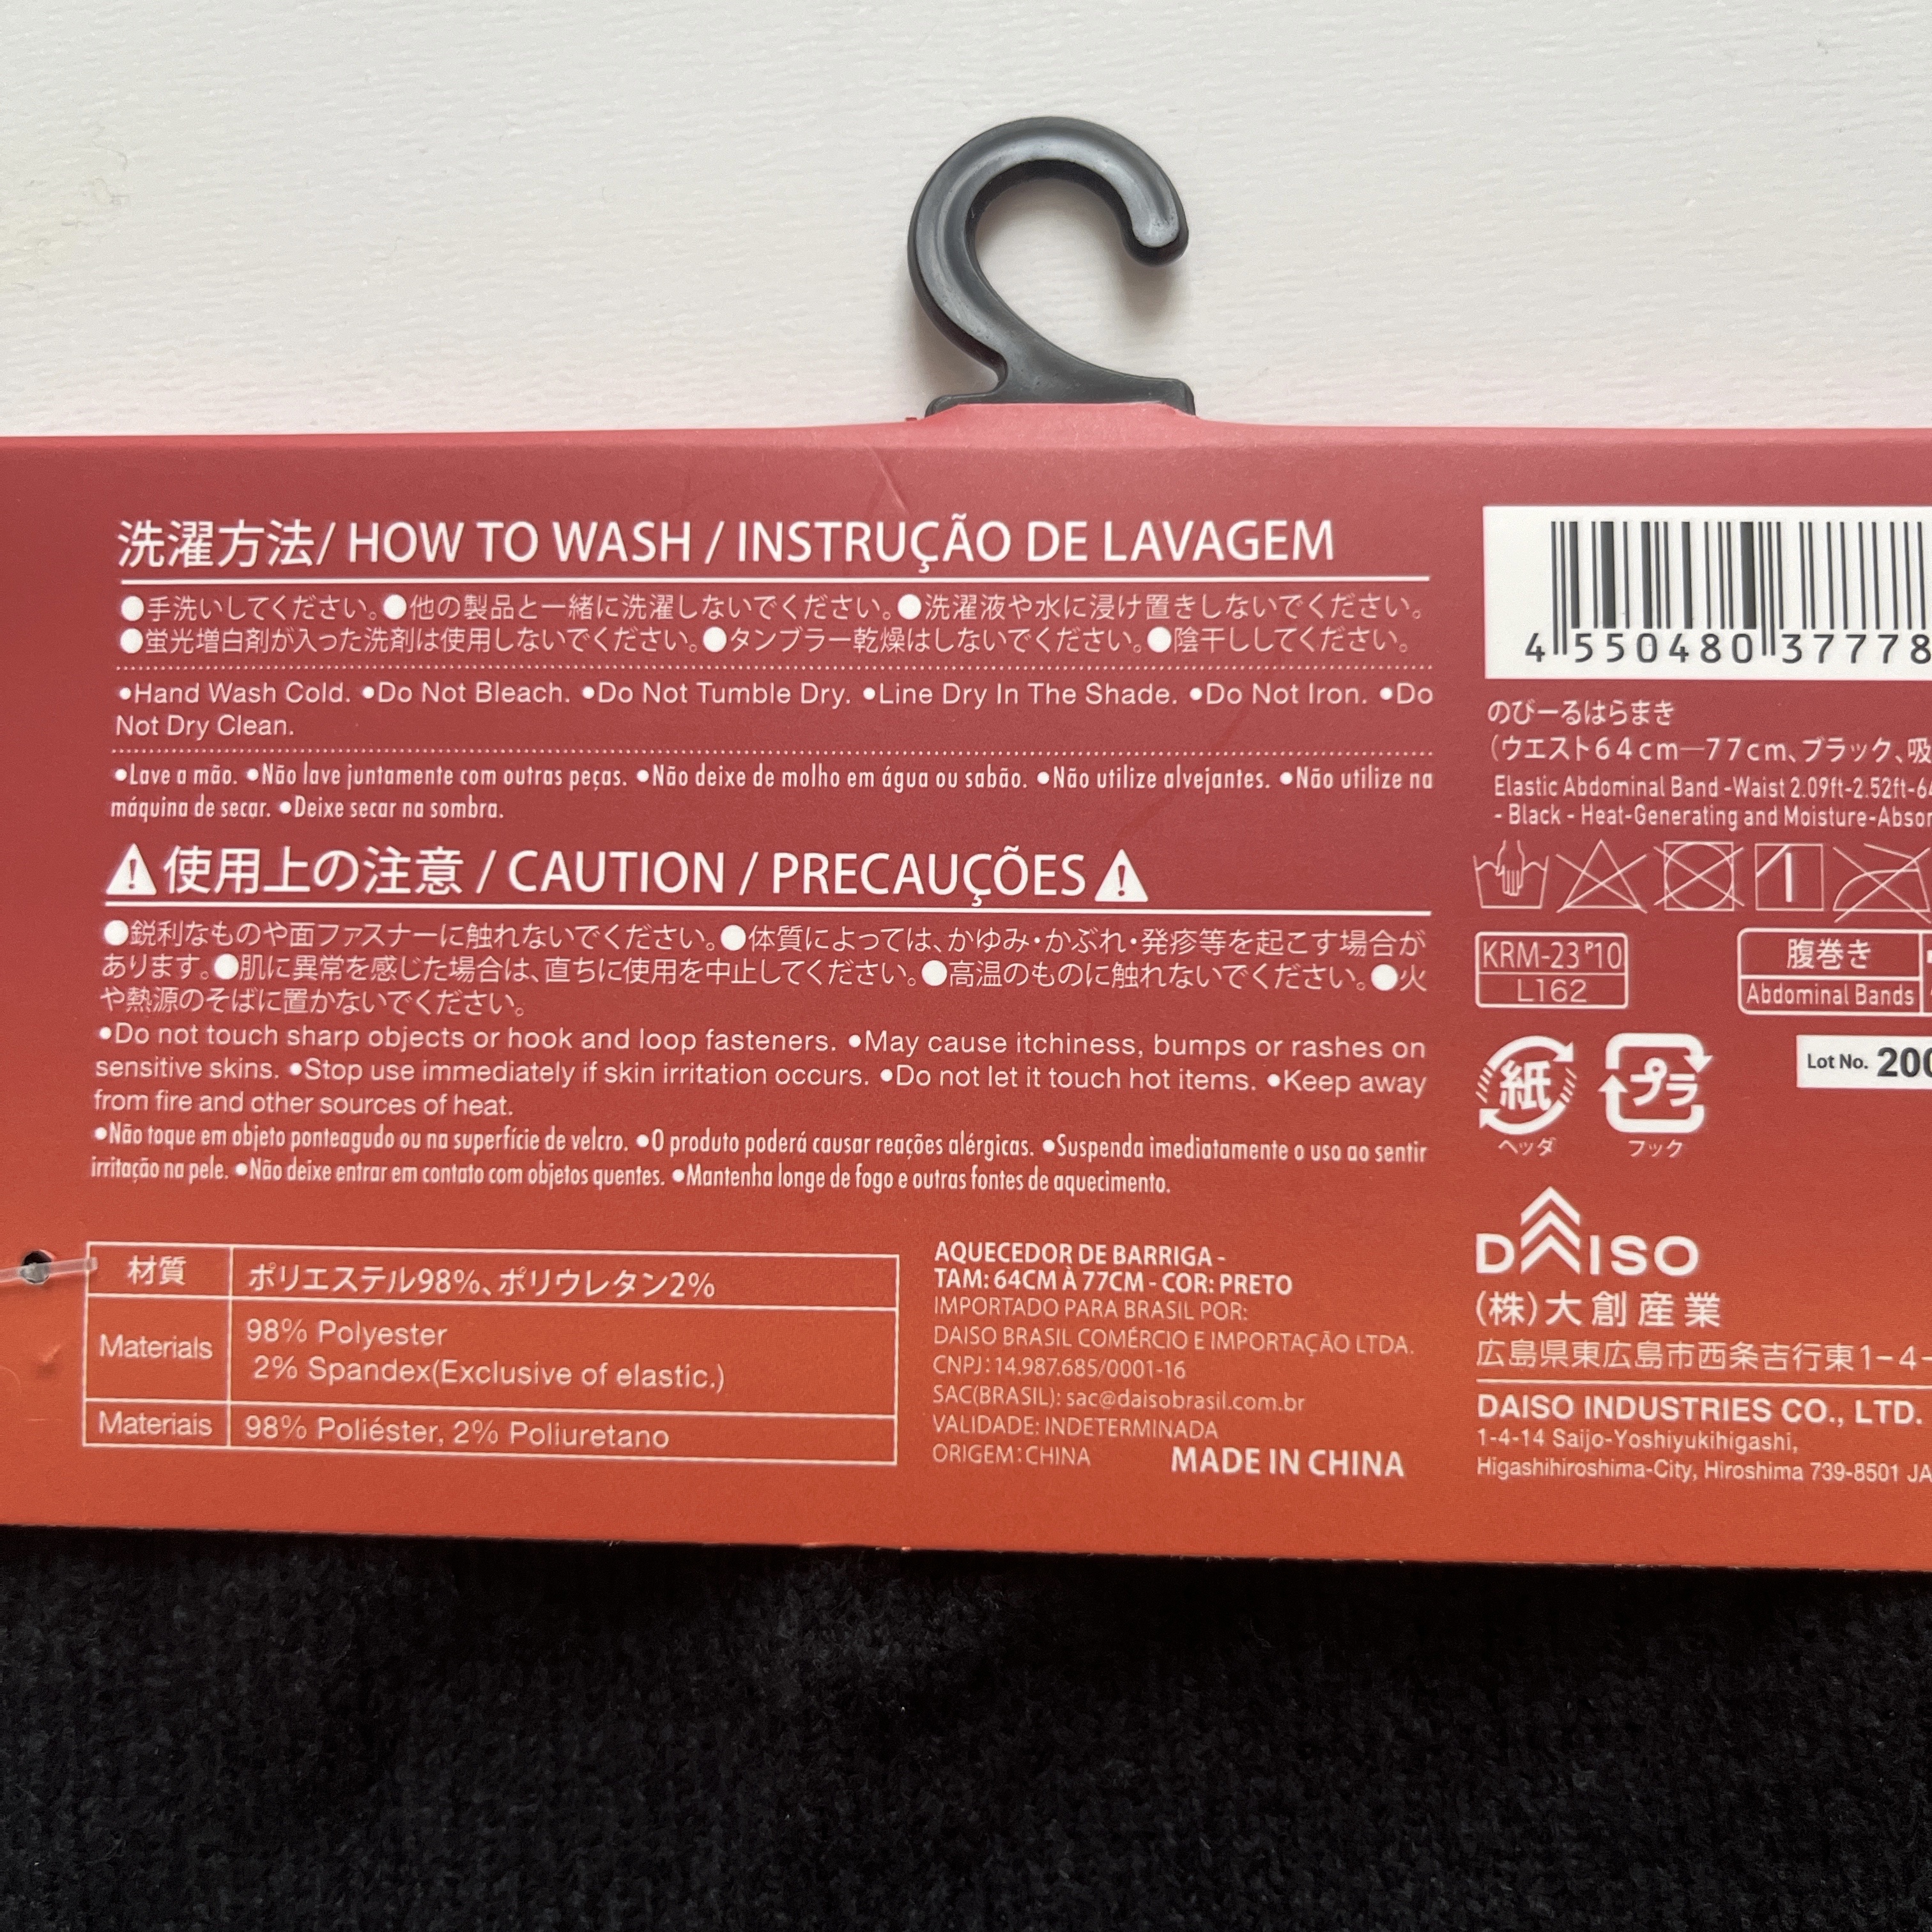 洗濯方法/ HOW TO WASH / INSTRUÇÃO DE LAVAGEM
●手洗いしてください。●他の製品と一緒に洗濯しないでください。●洗濯液や水に浸け置きしないでください。
●蛍光増白剤が入った洗剤は使用しないでください。●タンブラー乾燥はしないでください。●陰干ししてください。
●Hand Wash Cold. ●Do Not Bleach. ●Do Not Tumble Dry. ●Line Dry In The Shade. ●Do Not Iron. ●Do
Not Dry Clean.
●Lave a mão. ●Não lave juntamente com outras peças. ●Não deixe de molho em água ou sabão. ●Não utilize alvejantes. ●Não utilize na
máquina de secar. ●Deixe secar na sombra.
使用上の注意 / CAUTION / PRECAUÇÕES
●鋭利なものや面ファスナーに触れないでください。●体質によっては、かゆみ・かぶれ・発疹等を起こす場合が
あります。●肌に異常を感じた場合は、直ちに使用を中止してください。●高温のものに触れないでください。●火
や熱源のそばに置かないでください。
●Do not touch sharp objects or hook and loop fasteners. ●May cause itchiness, bumps or rashes on
sensitive skins. ●Stop use immediately if skin irritation occurs. ●Do not let it touch hot items. ●Keep away
from fire and other sources of heat.
●Não toque em objeto ponteagudo ou na superfície de velcro. ●O produto poderá causar reações alérgicas. ●Suspenda imediatamente o uso ao sentir
irritação na pele. ●Não deixe entrar em contato com objetos quentes. ●Mantenha longe de fogo e outras fontes de aquecimento.
材質 ポリエステル98%、ポリウレタン2%
Materials 98% Polyester
2% Spandex(Exclusive of elastic.)
Materiais 98% Poliéster, 2% Poliuretano
AQUECEDOR DE BARRIGA -
TAM: 64CM À 77CM - COR: PRETO
IMPORTADO PARA BRASIL POR:
DAISO BRASIL COMÉRCIO E IMPORTAÇÃO LTDA.
CNPJ: 14.987.685/0001-16
SAC(BRASIL): sac@daisobrasil.com.br
VALIDADE: INDETERMINADA
ORIGEM: CHINA
MADE IN CHINA
4 550480 37778
のびーるはらまき
(ウエスト64cm―77cm、ブラック、吸
Elastic Abdominal Band -Waist 2.09ft-2.52ft-64
- Black - Heat-Generating and Moisture-Absor
KRM-23 P10
L162
腹巻き
Abdominal Bands
紙
ヘッダ
プラ
フック
Lot No. 200
DAISO
(株)大創産業
広島県東広島市西条吉行東1-4-
DAISO INDUSTRIES CO., LTD.
1-4-14 Saijo-Yoshiyukihigashi,
Higashihiroshima-City, Hiroshima 739-8501 JA